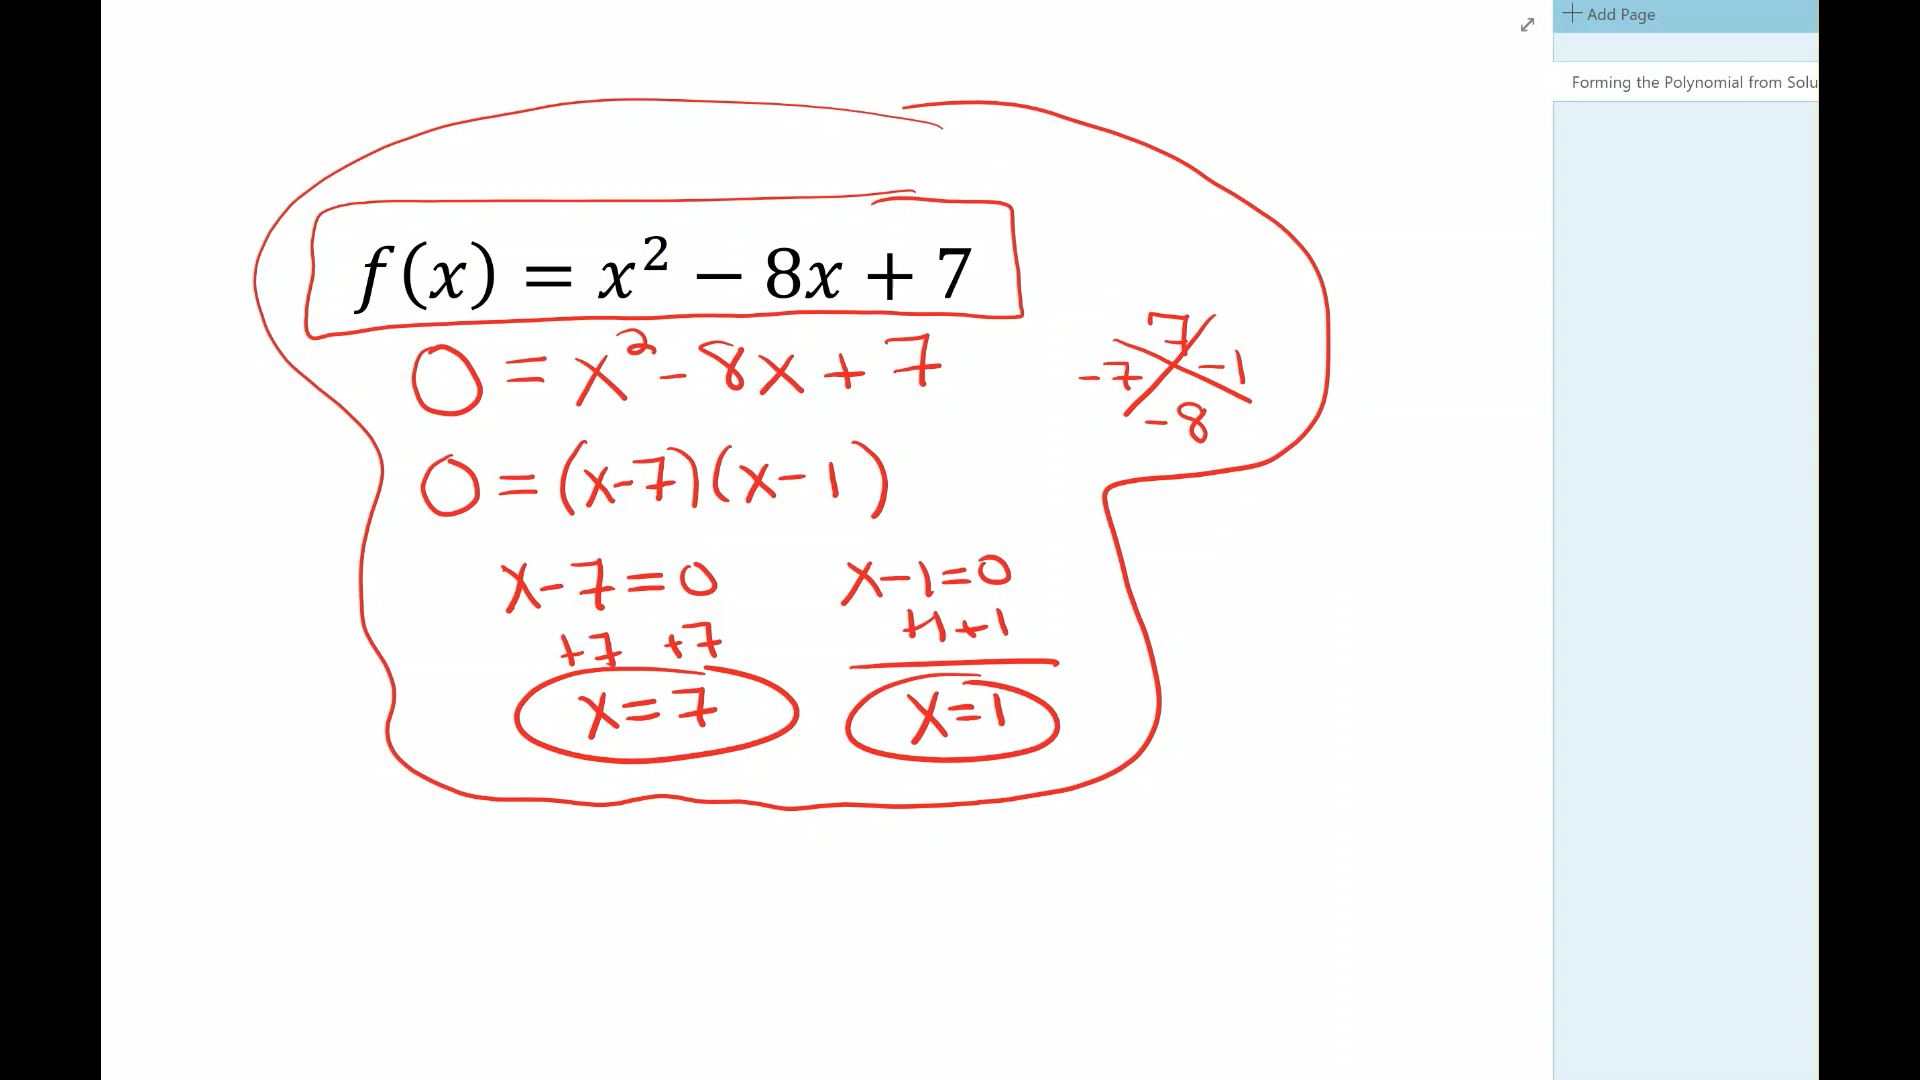 Add Page
Forming the Polynomial from Solu
f(x) = x² − 8x + 7
0 = x² - 8x + 7
7
-7 -1
-8
0 = (x-7)(x-1)
x-7=0 x-1=0
+7 +7 +1 +1
x=7 x=1